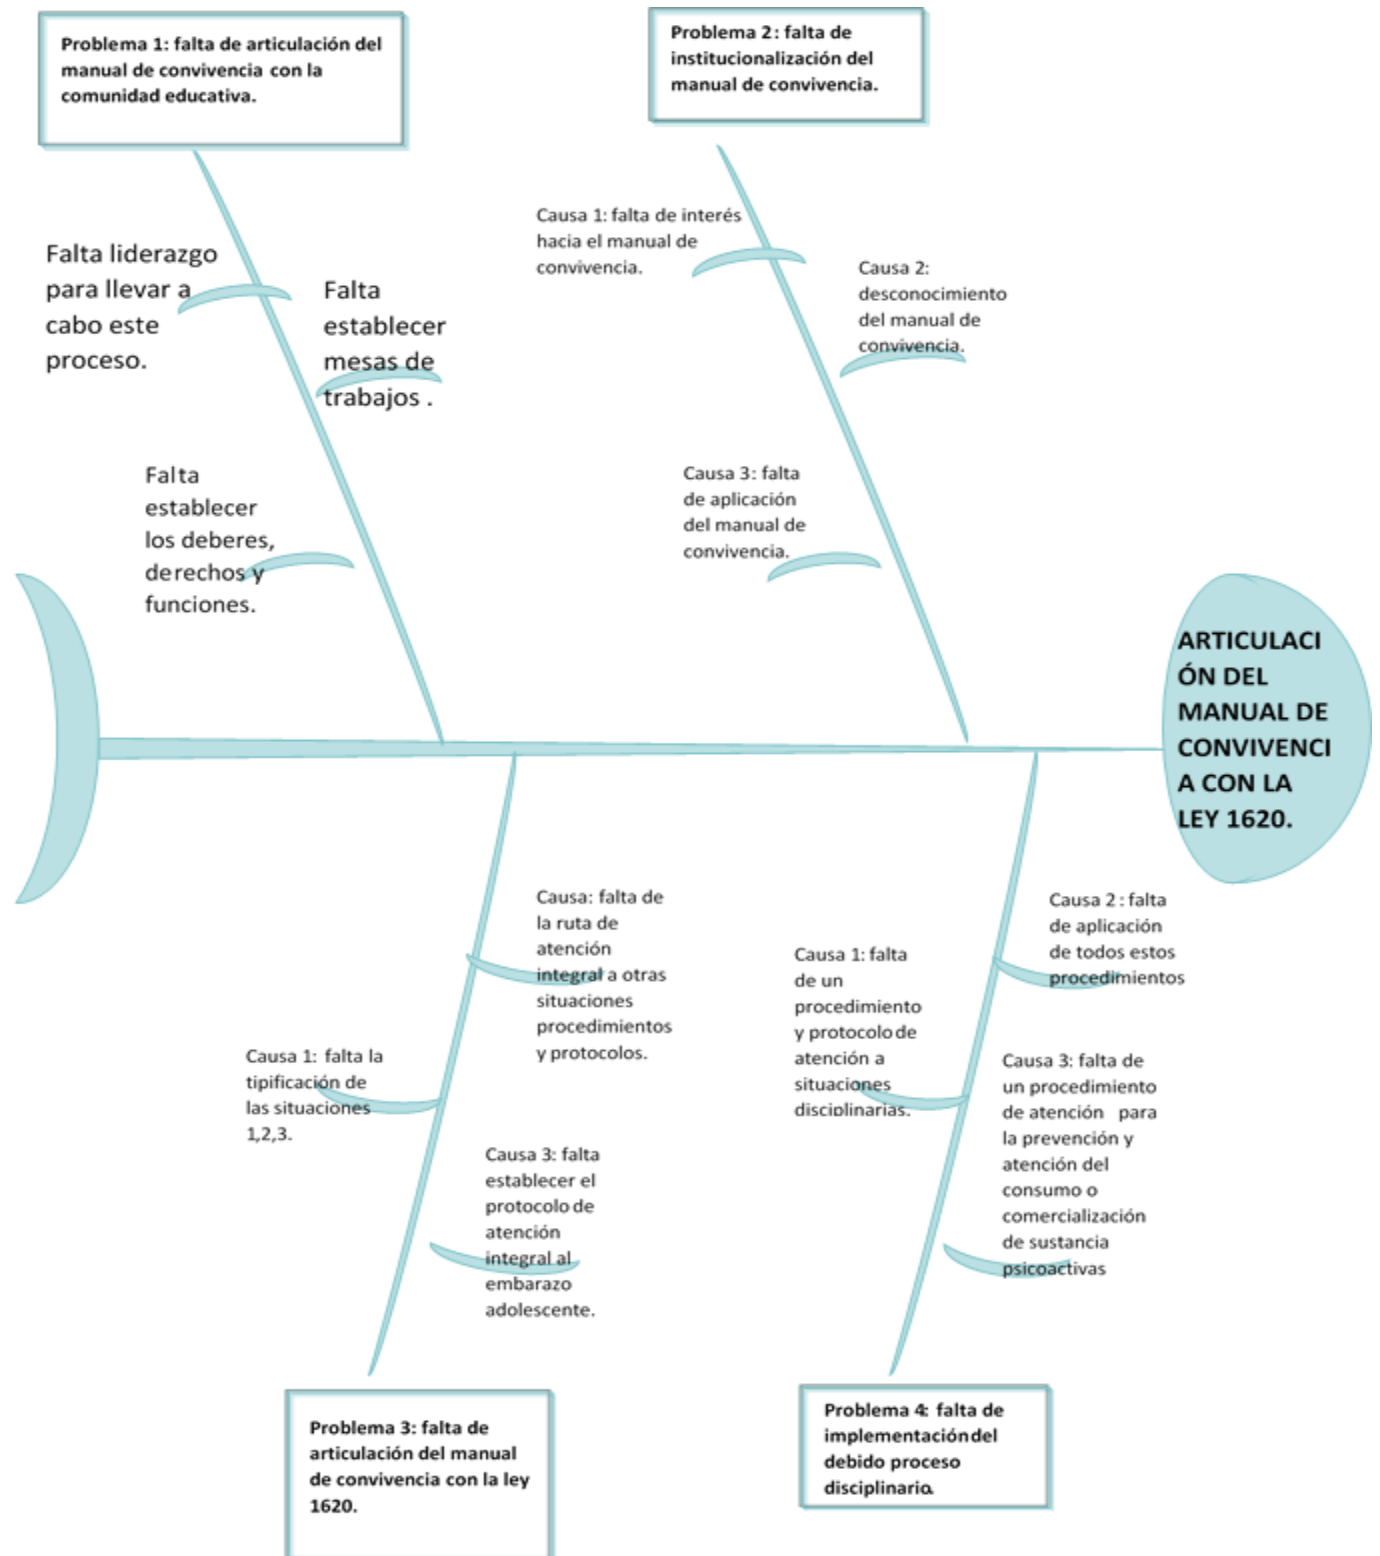 Problema 1: falta de articulación del
manual de convivencia con la
comunidad educativa.
Problema 2: falta de
institucionalización del
manual de convivencia.
Falta liderazgo
para llevar a
cabo este
proceso.
Falta
establecer
mesas de
trabajos .
Falta
establecer
los deberes,
derechos y
funciones.
Causa 1: falta de interés
hacia el manual de
convivencia.
Causa 2:
desconocimiento
del manual de
convivencia.
Causa 3: falta
de aplicación
del manual de
convivencia.
ARTICULACI
ÓN DEL
MANUAL DE
CONVIVENCI
A CON LA
LEY 1620.
Causa: falta de
la ruta de
atención
integral a otras
situaciones
procedimientos
y protocolos.
Causa 1: falta la
tipificación de
las situaciones
1,2,3.
Causa 3: falta
establecer el
protocolo de
atención
integral al
embarazo
adolescente.
Causa 1: falta
de un
procedimiento
y protocolo de
atención a
situaciones
disciplinarias.
Causa 2 : falta
de aplicación
de todos estos
procedimientos
Causa 3: falta de
un procedimiento
de atención para
la prevención y
atención del
consumo o
comercialización
de sustancia
psicoactivas
Problema 3: falta de
articulación del manual
de convivencia con la ley
1620.
Problema 4: falta de
implementación del
debido proceso
disciplinario.